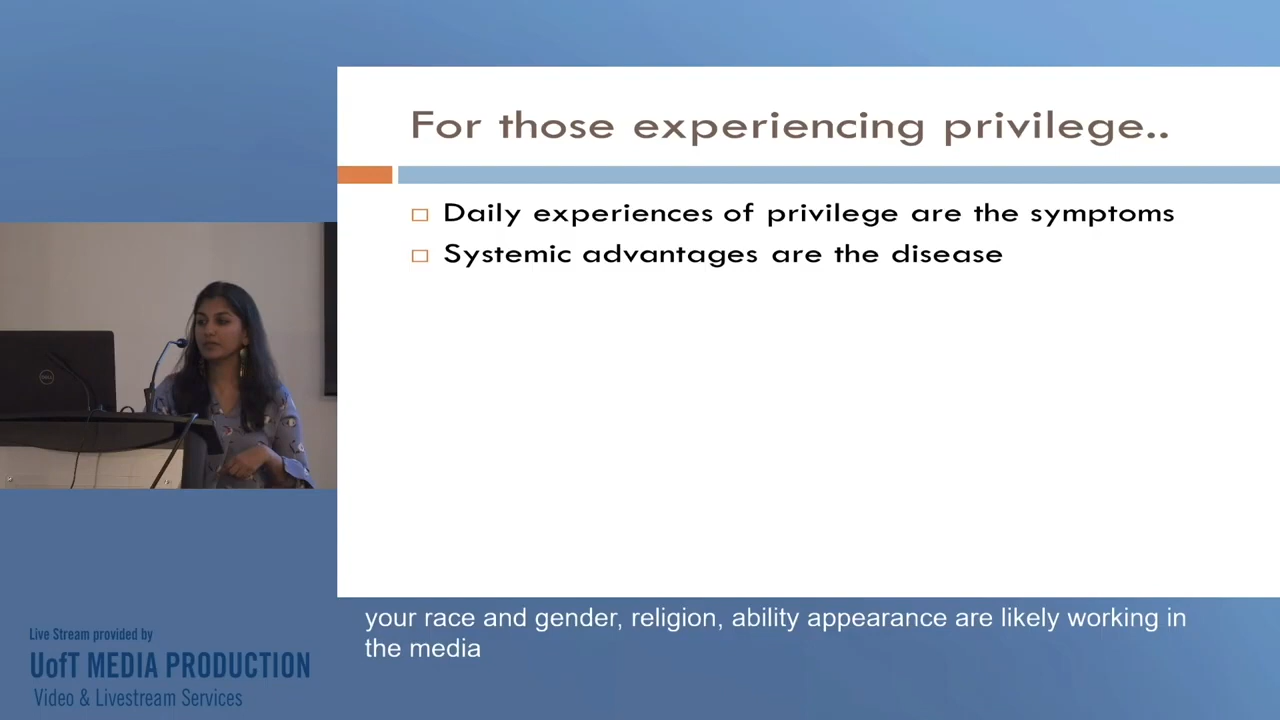 For those experiencing privilege..
Daily experiences of privilege are the symptoms
Systemic advantages are the disease
DELL
your race and gender, religion, ability appearance are likely working in
the media
Live Stream provided by
UofT MEDIA PRODUCTION
Video & Livestream Services